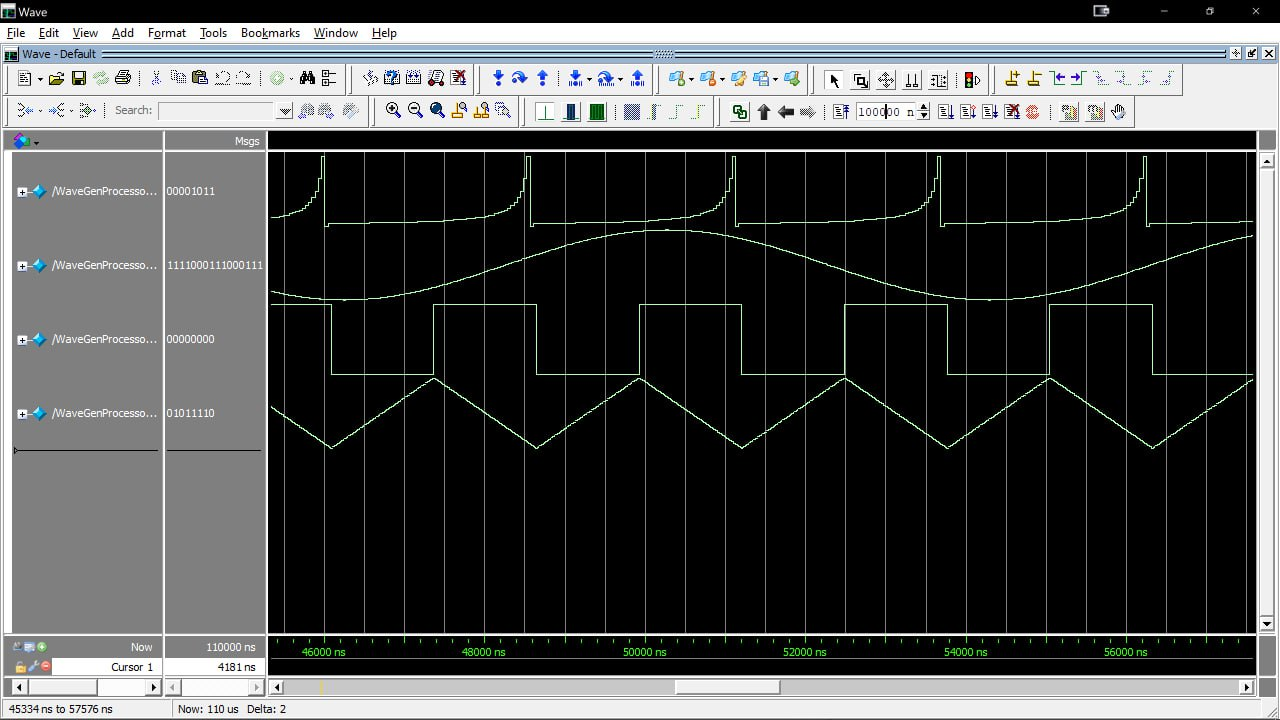 Wave
File Edit View Add Format Tools Bookmarks Window Help
Wave - Default
Search: 100000 n
Msgs
/WaveGenProcesso... 00001011
/WaveGenProcesso... 1111000111000111
/WaveGenProcesso... 00000000
/WaveGenProcesso... 01011110
Now 110000 ns 46000 ns 48000 ns 50000 ns 52000 ns 54000 ns 56000 ns
Cursor 1 4181 ns
45334 ns to 57576 ns Now: 110 us Delta: 2